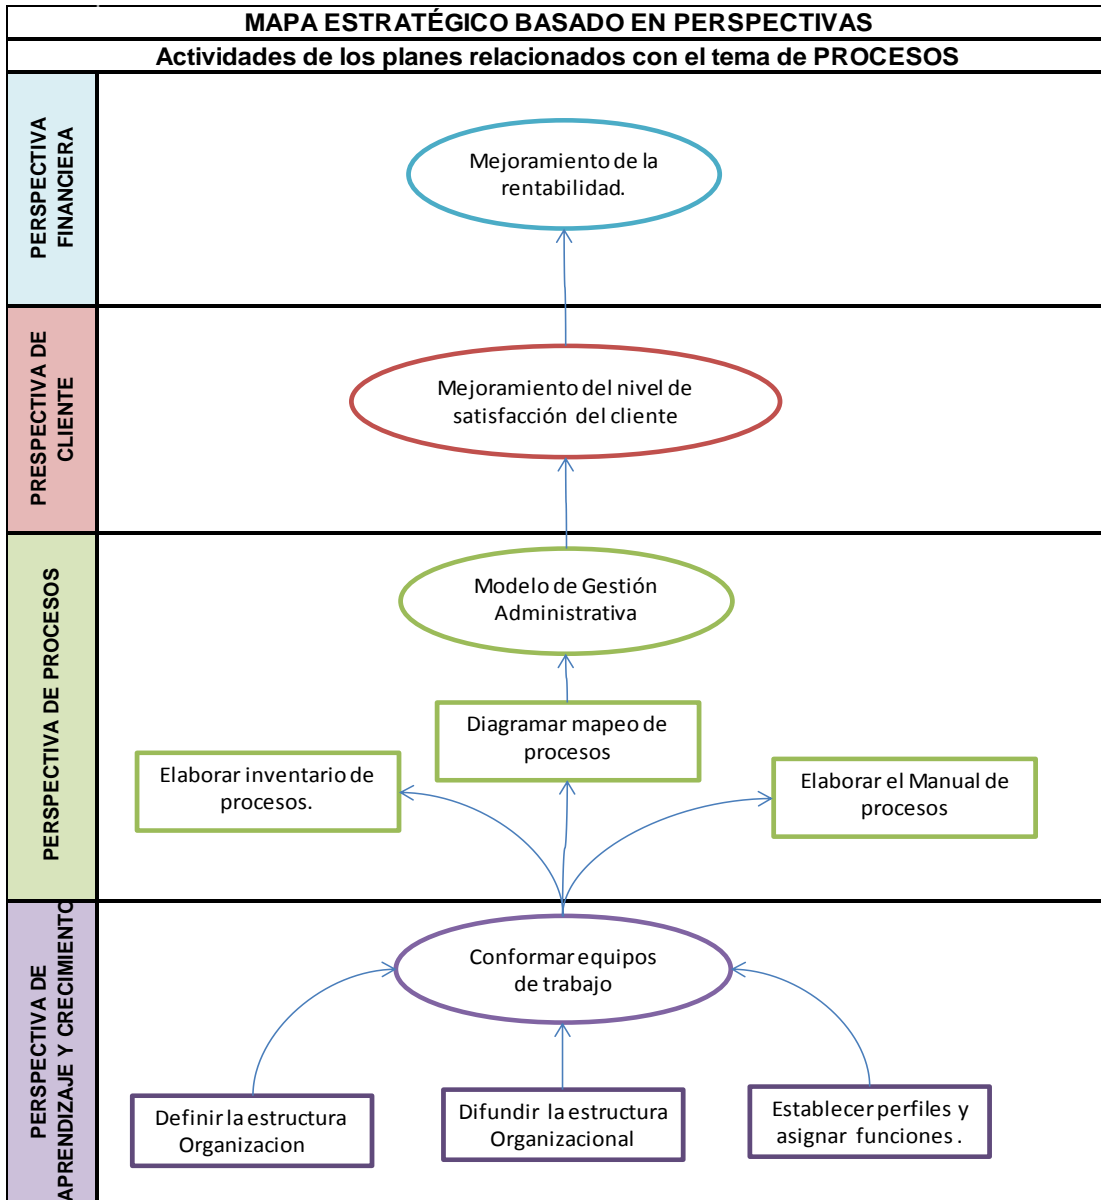 MAPA ESTRATÉGICO BASADO EN PERSPECTIVAS
Actividades de los planes relacionados con el tema de PROCESOS
PERSPECTIVA
FINANCIERA
Mejoramiento de la
rentabilidad.
PRESPECTIVA DE
CLIENTE
Mejoramiento del nivel de
satisfacción del cliente
PERSPECTIVA DE PROCESOS
Modelo de Gestión
Administrativa
Diagramar mapeo de
procesos
Elaborar inventario de
procesos.
Elaborar el Manual de
procesos
PERSPECTIVA DE
APRENDIZAJE Y CRECIMIENTO
Conformar equipos
de trabajo
Definir la estructura
Organizacion
Difundir la estructura
Organizacional
Establecer perfiles y
asignar funciones .